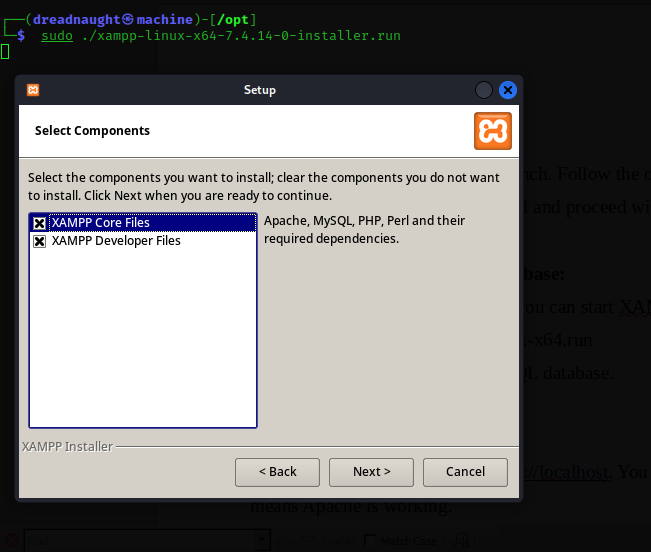 ┌──(dreadnaught㉿machine)-[/opt]
└─$ sudo ./xampp-linux-x64-7.4.14-0-installer.run
Setup
Select Components
Select the components you want to install; clear the components you do not want
to install. Click Next when you are ready to continue.
XAMPP Core Files
XAMPP Developer Files
Apache, MySQL, PHP, Perl and their
required dependencies.
XAMPP Installer
< Back
Next >
Cancel
nch. Follow the
and proceed wi
base:
ou can start XA
-x64.run
QL database.
://localhost. You
means Apache is working.
Match Case